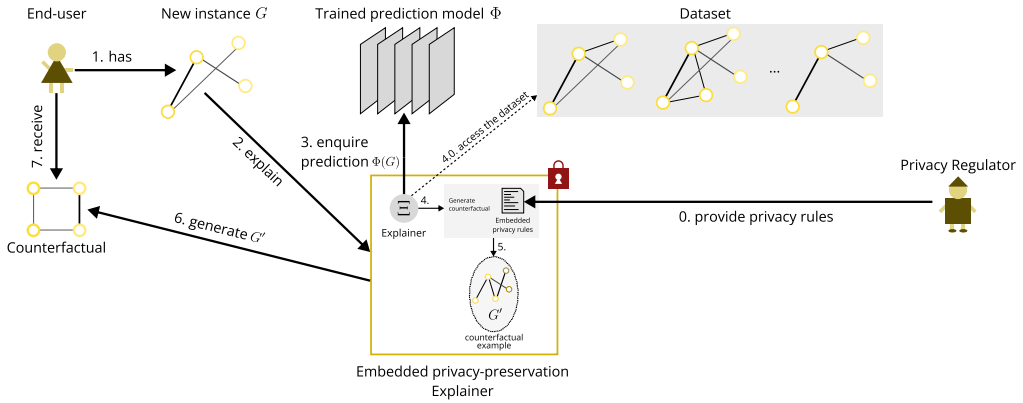 End-user
New instance G
Trained prediction model Φ
Dataset
1. has
...
7. receive
2. explain
3. enquire
prediction Φ(G)
4.0. access the dataset
Privacy Regulator
4.
Generate
counterfactual
Ξ
Explainer
Embedded
privacy rules
0. provide privacy rules
6. generate G′
Counterfactual
5.
G′
counterfactual
example
Embedded privacy-preservation
Explainer